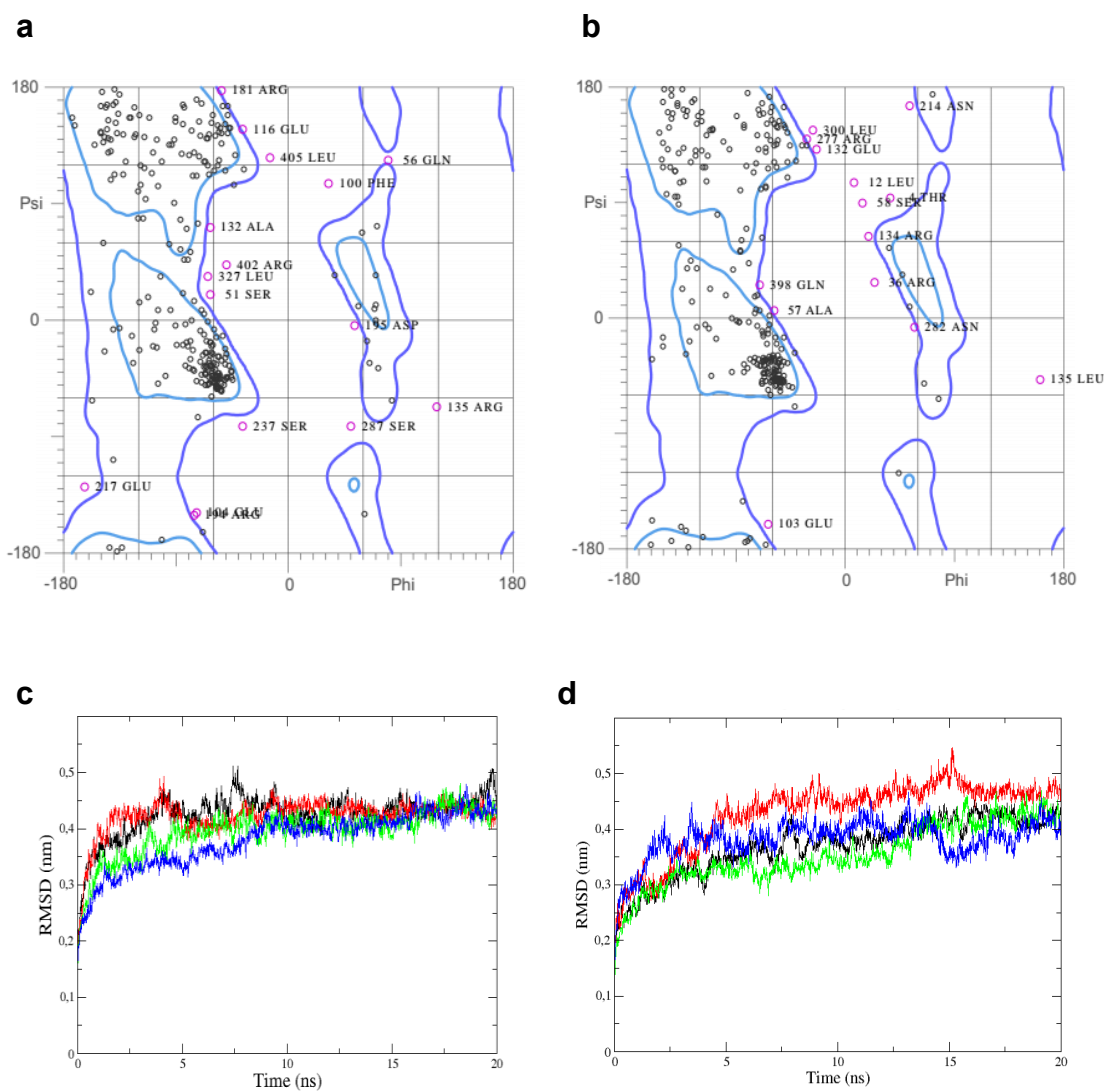 a
180
Psi
0
-180
-180
0
Phi
180
181 ARG
116 GLU
405 LEU
56 GLN
100 PHE
132 ALA
402 ARG
327 LEU
51 SER
195 ASP
135 ARG
237 SER
287 SER
217 GLU
104 GLU
194 ARG
b
180
Psi
0
-180
-180
0
Phi
180
214 ASN
300 LEU
277 ARG
132 GLU
12 LEU
4 THR
58 SER
134 ARG
36 ARG
398 GLN
57 ALA
282 ASN
135 LEU
103 GLU
c
RMSD (nm)
0,5
0,4
0,3
0,2
0,1
0
0
5
10
15
20
Time (ns)
d
RMSD (nm)
0,5
0,4
0,3
0,2
0,1
0
0
5
10
15
20
Time (ns)